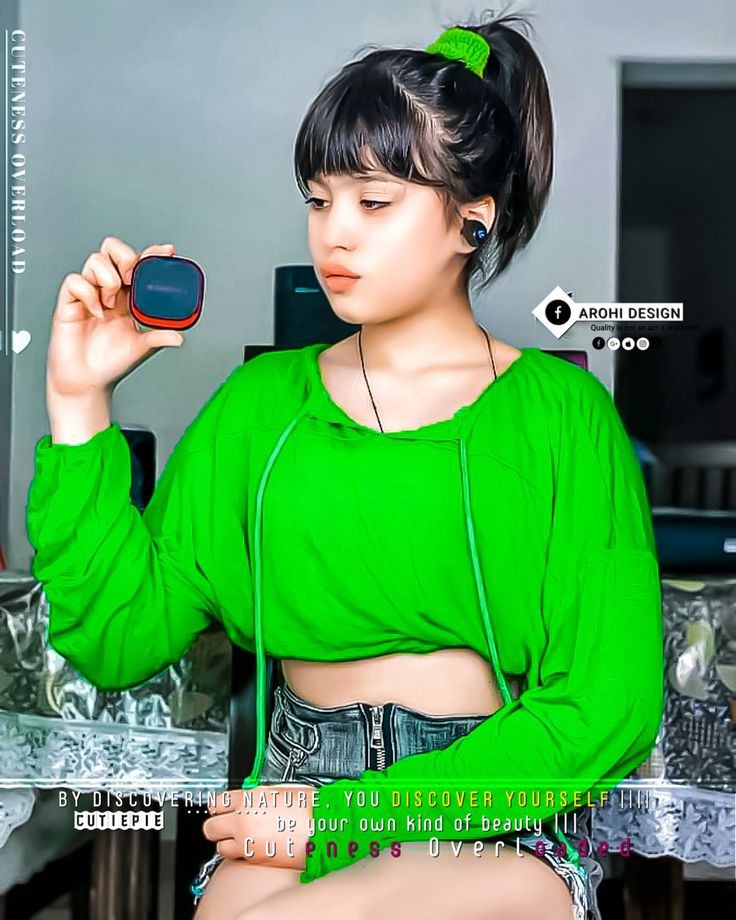 CUTENESS OVERLOAD
f AROHI DESIGN
Quality is not an act it is a habit
BY DISCOVERING NATURE, YOU DISCOVER YOURSELF ||||
CUTIEPIE
be your own kind of beauty |||
Cuteness Overloaded